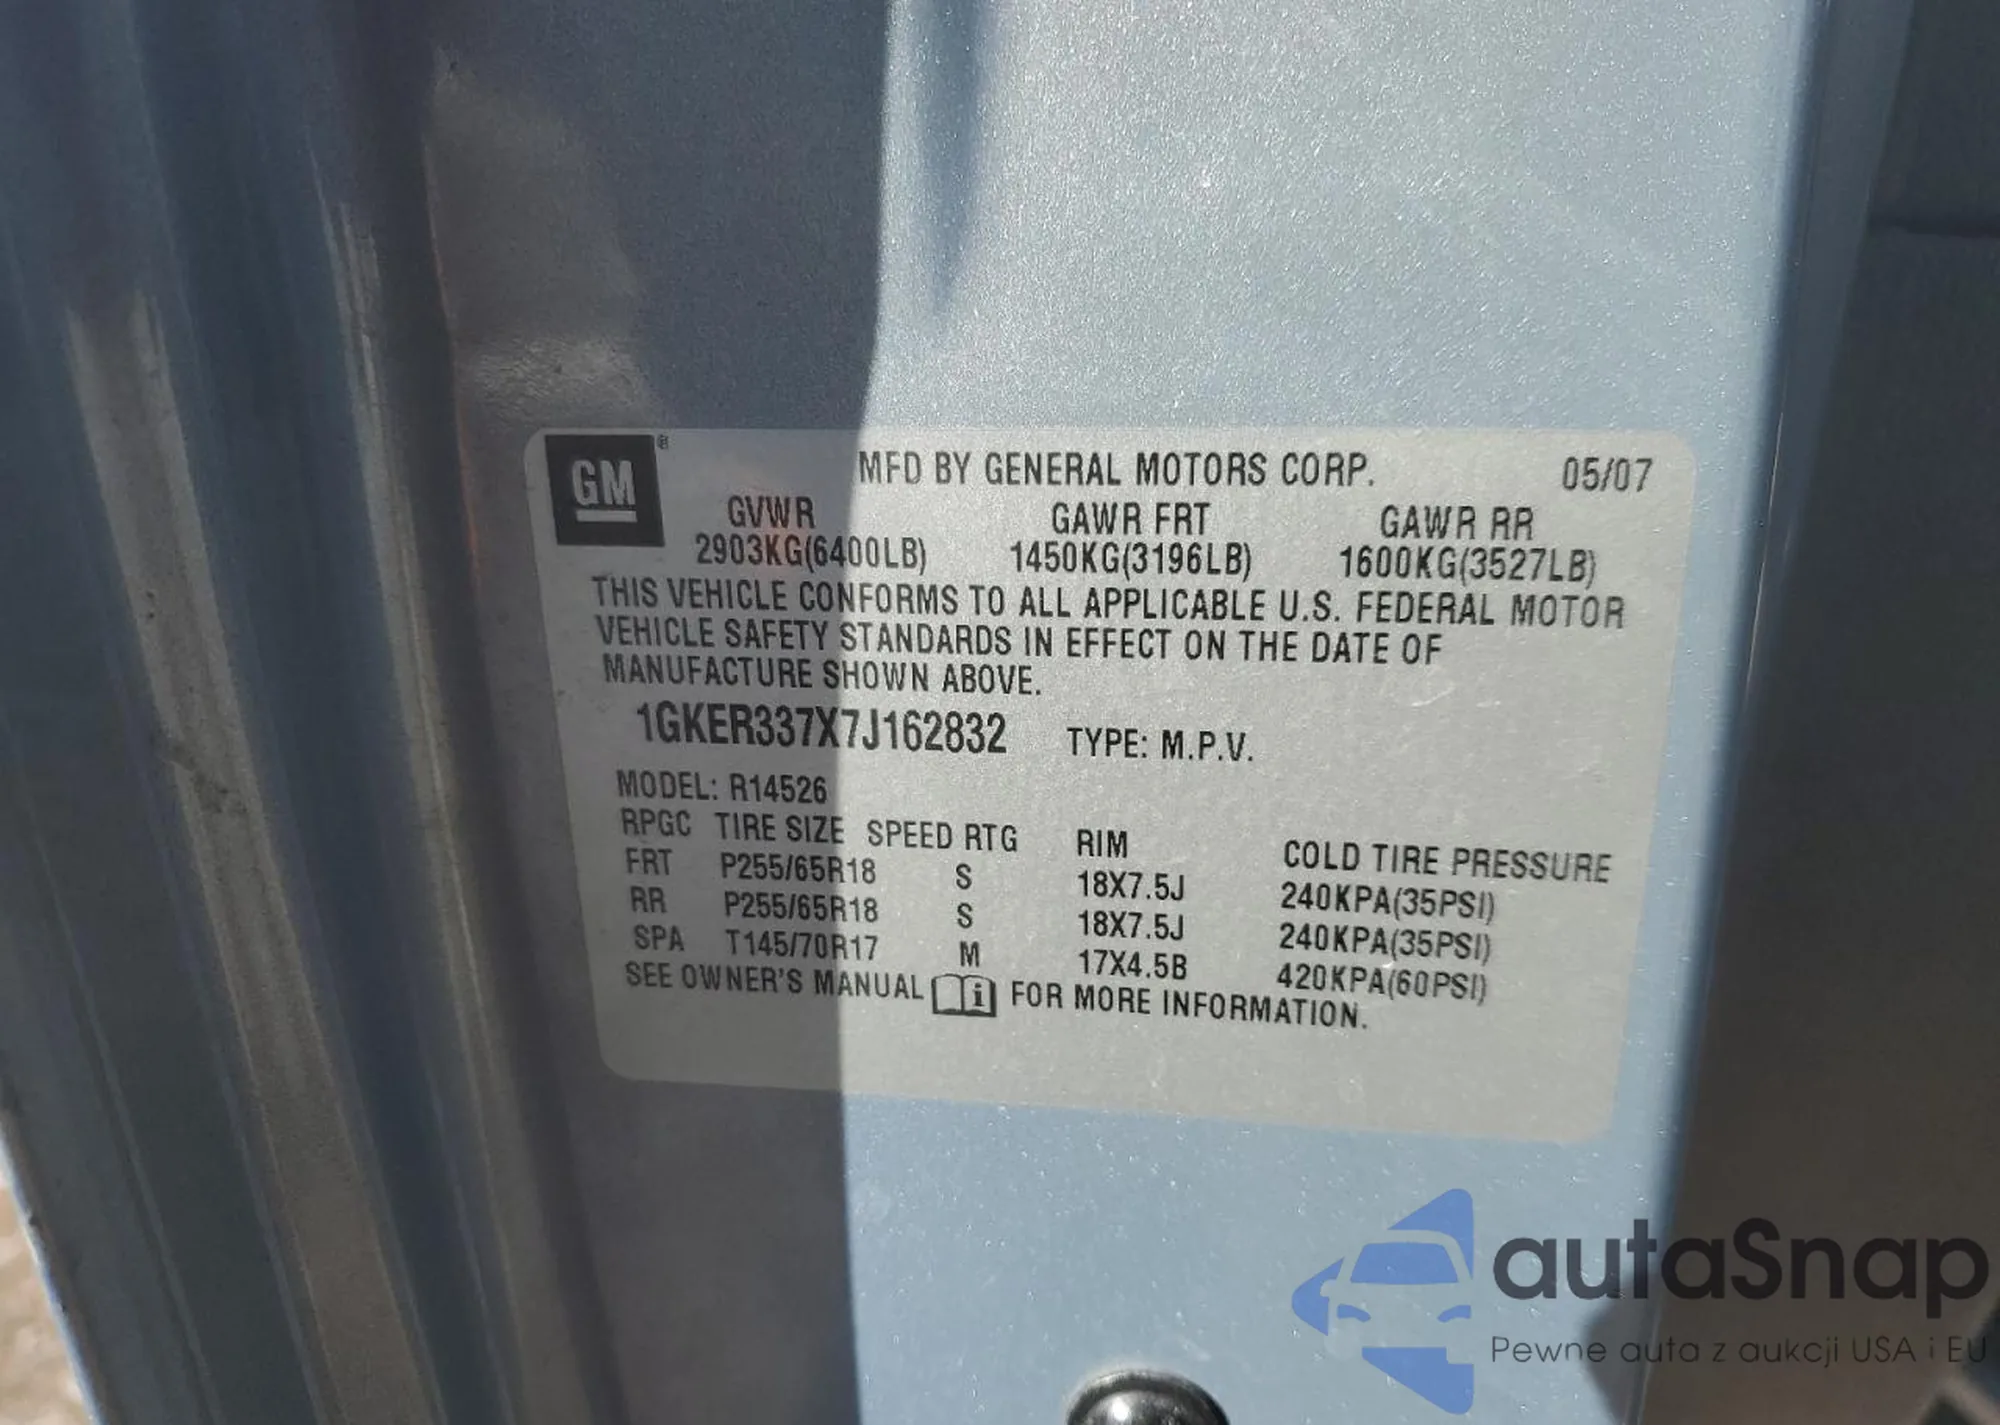 GM®
MFD BY GENERAL MOTORS CORP. 05/07
GVWR GAWR FRT GAWR RR
2903KG(6400LB) 1450KG(3196LB) 1600KG(3527LB)
THIS VEHICLE CONFORMS TO ALL APPLICABLE U.S. FEDERAL MOTOR
VEHICLE SAFETY STANDARDS IN EFFECT ON THE DATE OF
MANUFACTURE SHOWN ABOVE.
1GKER337X7J162832 TYPE: M.P.V.
MODEL: R14526
RPGC TIRE SIZE SPEED RTG RIM COLD TIRE PRESSURE
FRT P255/65R18 S 18X7.5J 240KPA(35PSI)
RR P255/65R18 S 18X7.5J 240KPA(35PSI)
SPA T145/70R17 M 17X4.5B 420KPA(60PSI)
SEE OWNER'S MANUAL i FOR MORE INFORMATION.
autaSnap
Pewne auta z aukcji USA i EU